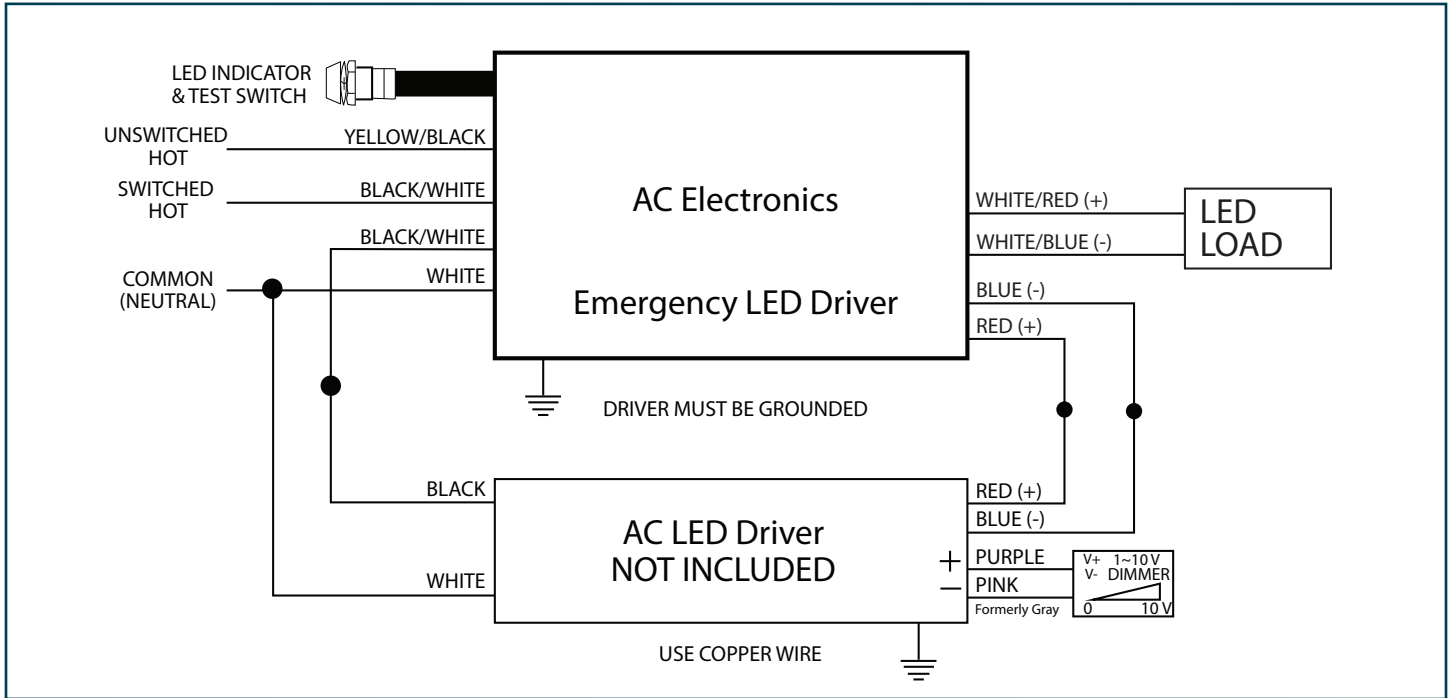 LED INDICATOR
& TEST SWITCH
UNSWITCHED
HOT
YELLOW/BLACK
SWITCHED
HOT
BLACK/WHITE
BLACK/WHITE
COMMON
(NEUTRAL)
WHITE
AC Electronics
Emergency LED Driver
WHITE/RED (+)
WHITE/BLUE (-)
LED
LOAD
BLUE (-)
RED (+)
DRIVER MUST BE GROUNDED
BLACK
WHITE
AC LED Driver
NOT INCLUDED
RED (+)
BLUE (-)
+ PURPLE
− PINK
Formerly Gray
V+ 1~10 V
V- DIMMER
0 10 V
USE COPPER WIRE